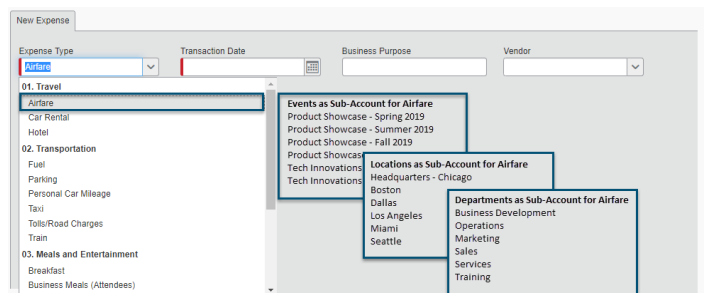 New Expense
Expense Type
Transaction Date
Business Purpose
Vendor
Airfare
01. Travel
Airfare
Car Rental
Hotel
02. Transportation
Fuel
Parking
Personal Car Mileage
Taxi
Tolls/Road Charges
Train
03. Meals and Entertainment
Breakfast
Business Meals (Attendees)
Events as Sub-Account for Airfare
Product Showcase - Spring 2019
Product Showcase - Summer 2019
Product Showcase - Fall 2019
Product Showcase
Tech Innovations
Tech Innovations
Locations as Sub-Account for Airfare
Headquarters - Chicago
Boston
Dallas
Los Angeles
Miami
Seattle
Departments as Sub-Account for Airfare
Business Development
Operations
Marketing
Sales
Services
Training